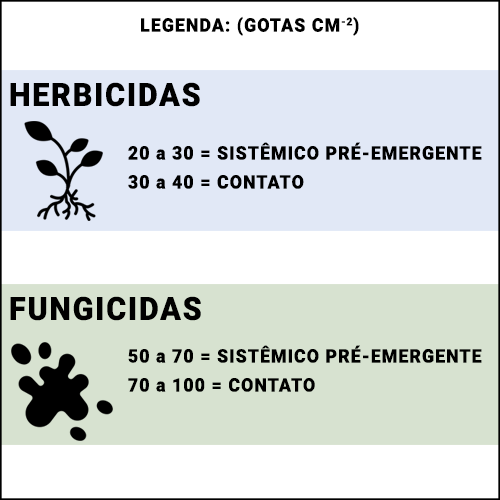 LEGENDA: (GOTAS CM⁻²)
HERBICIDAS
20 a 30 = SISTÊMICO PRÉ-EMERGENTE
30 a 40 = CONTATO
FUNGICIDAS
50 a 70 = SISTÊMICO PRÉ-EMERGENTE
70 a 100 = CONTATO